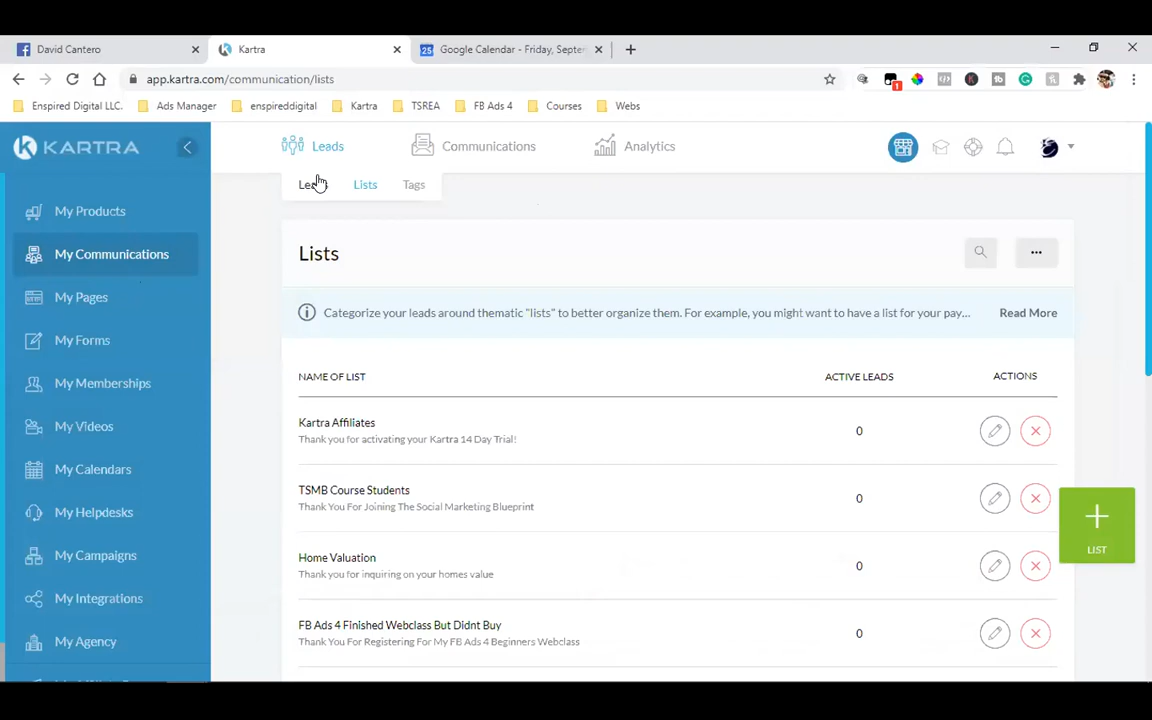 David Cantero
Kartra
25
Google Calendar - Friday, Septem
app.kartra.com/communication/lists
1
Enspired Digital LLC.
Ads Manager
enspireddigital
Kartra
TSREA
FB Ads 4
Courses
Webs
KARTRA
Leads
Communications
Analytics
Lists
Tags
My Products
My Communications
My Pages
My Forms
My Memberships
My Videos
My Calendars
My Helpdesks
My Campaigns
My Integrations
My Agency
Lists
Categorize your leads around thematic "lists" to better organize them. For example, you might want to have a list for your pay...
Read More
NAME OF LIST
ACTIVE LEADS
ACTIONS
Kartra Affiliates
Thank you for activating your Kartra 14 Day Trial!
0
TSMB Course Students
Thank You For Joining The Social Marketing Blueprint
0
Home Valuation
Thank you for inquiring on your homes value
0
FB Ads 4 Finished Webclass But Didnt Buy
Thank You For Registering For My FB Ads 4 Beginners Webclass
0
LIST